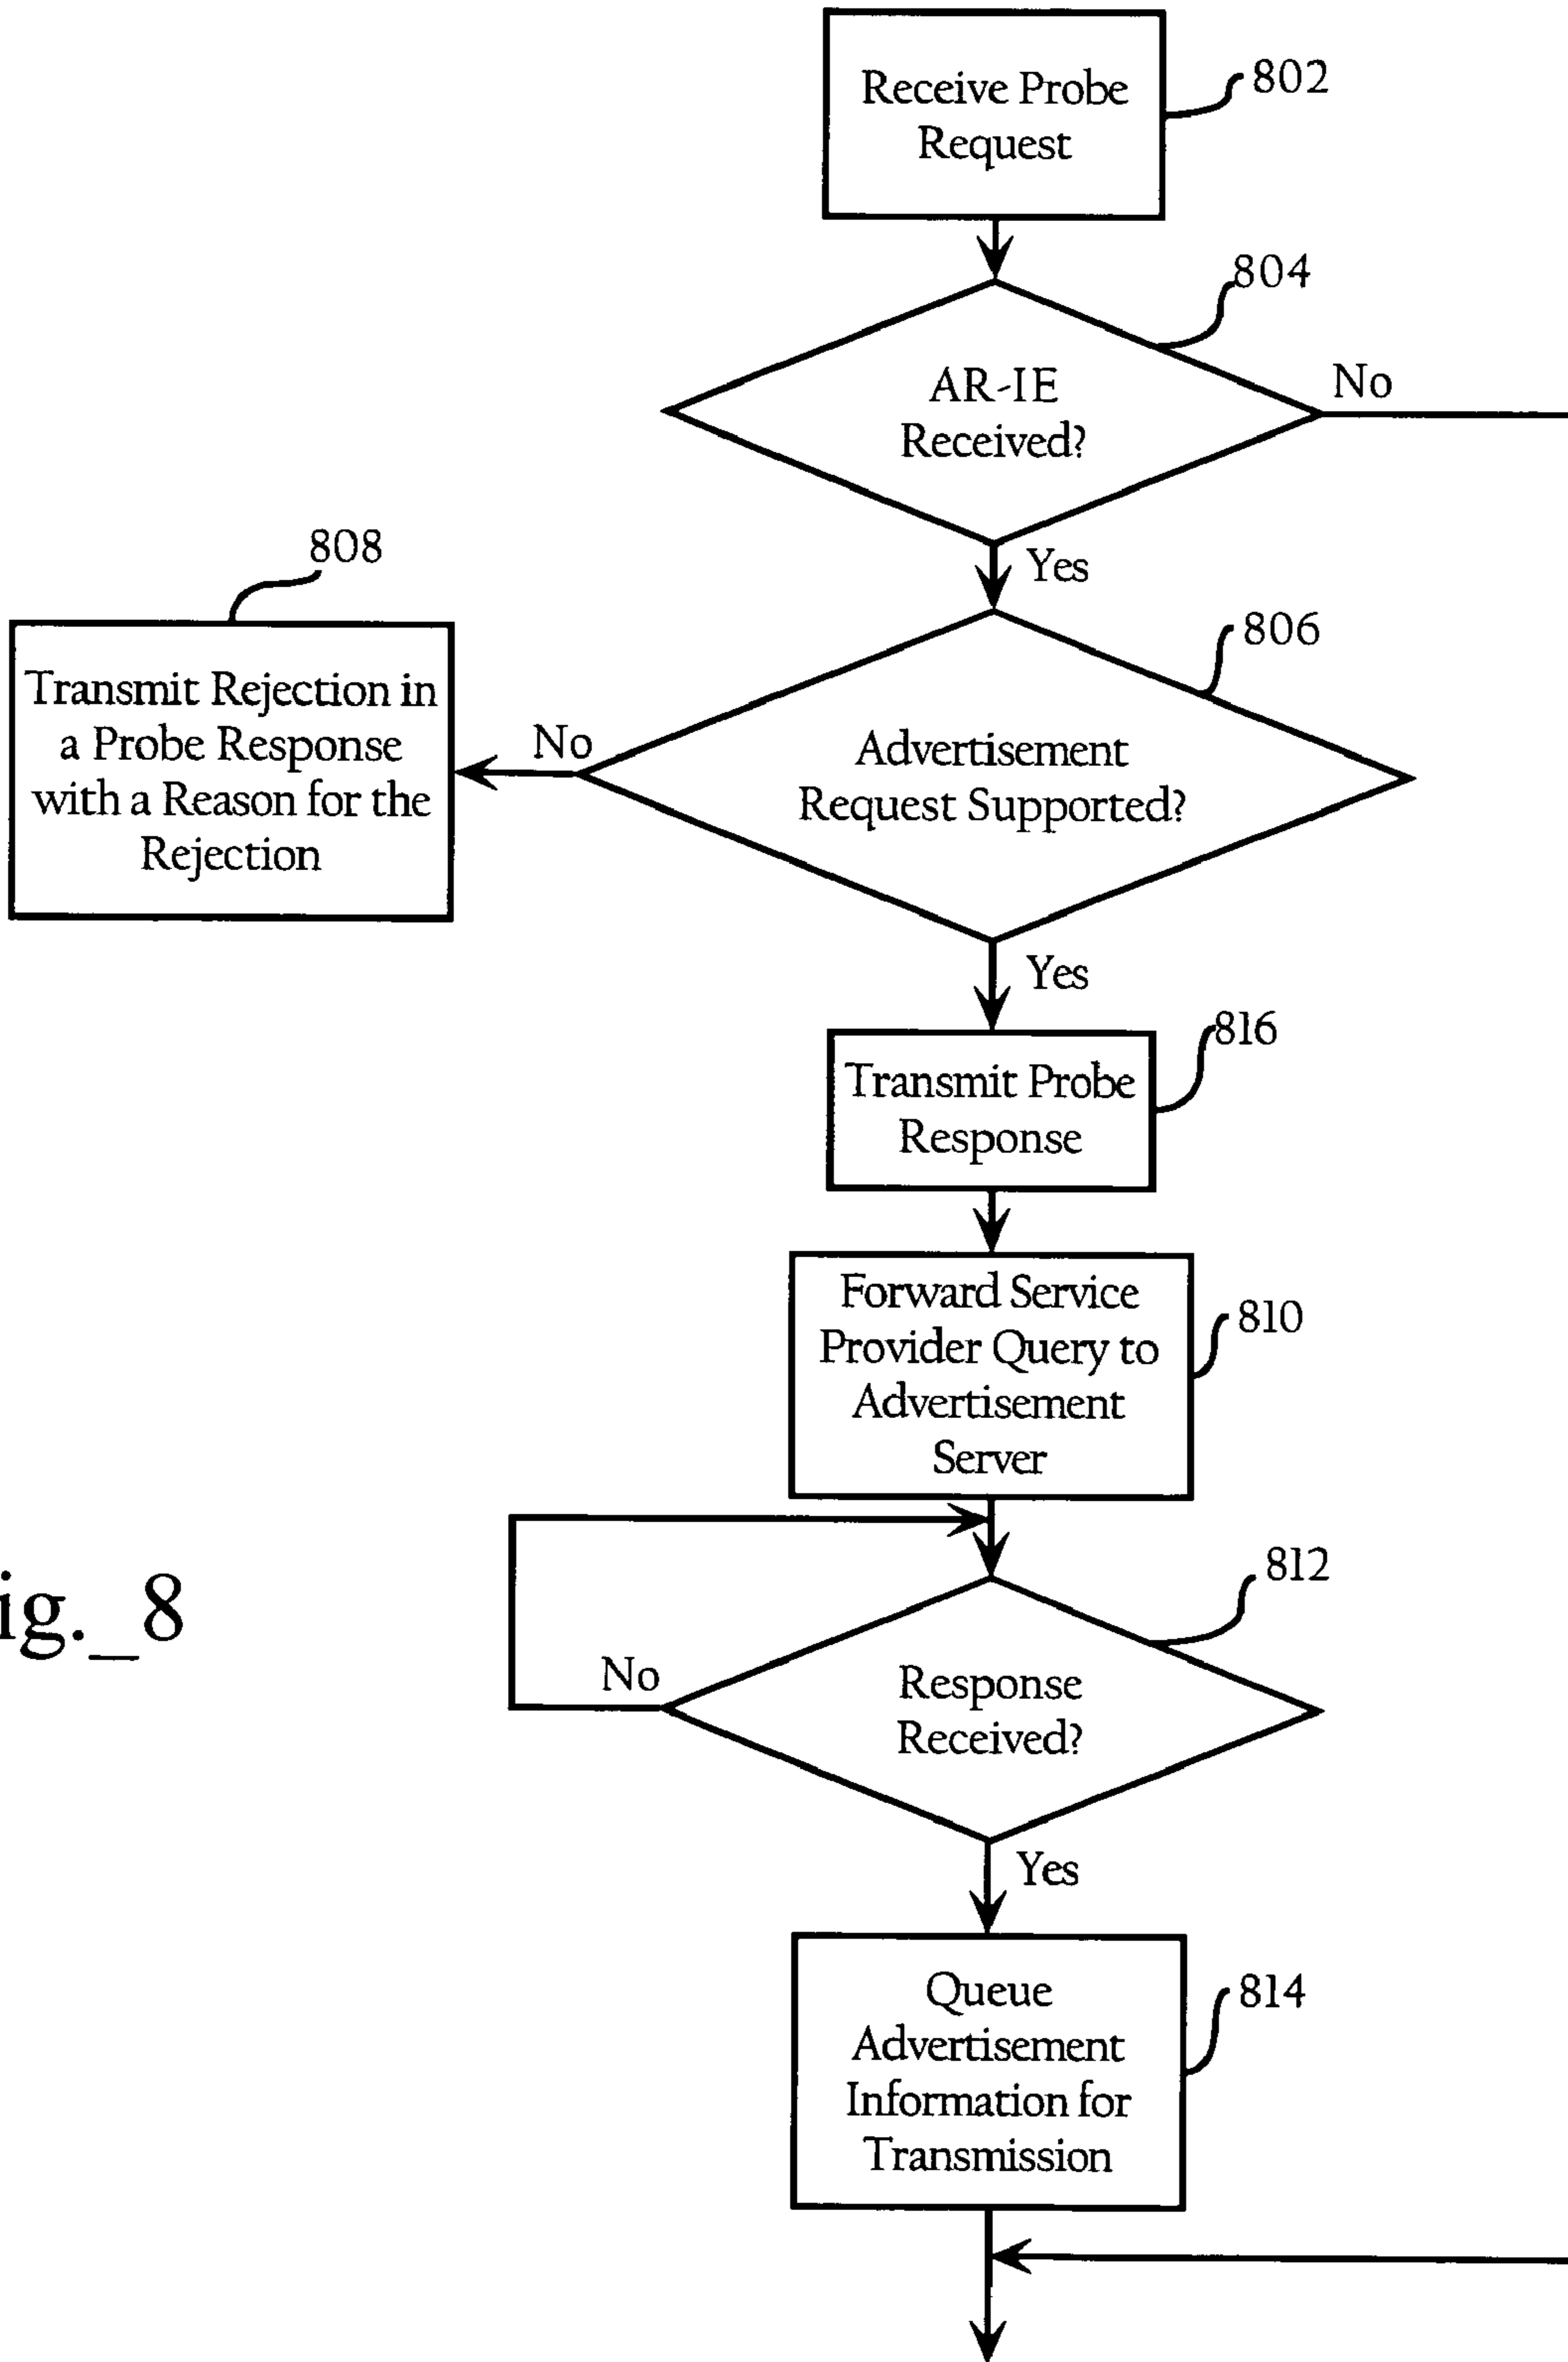 Receive Probe
Request
802
804
AR-IE
Received?
No
Yes
808
806
Transmit Rejection in
a Probe Response
with a Reason for the
Rejection
No
Advertisement
Request Supported?
Yes
816
Transmit Probe
Response
Forward Service
Provider Query to
Advertisement
Server
810
812
ig._8
No
Response
Received?
Yes
Queue
Advertisement
Information for
Transmission
814